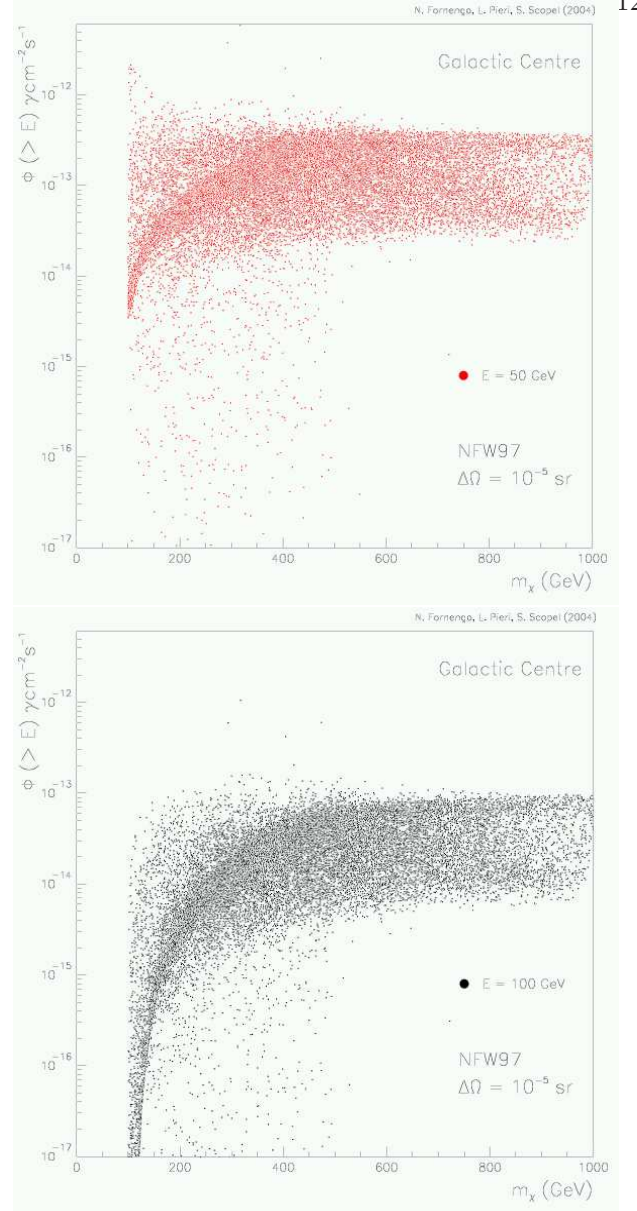 12
N. Fornengo, L. Pieri, S. Scopel (2004)
Galactic Centre
Φ (> E) γcm⁻²s⁻¹
10⁻¹²
10⁻¹³
10⁻¹⁴
10⁻¹⁵
10⁻¹⁶
10⁻¹⁷
E = 50 GeV
NFW97
ΔΩ = 10⁻⁵ sr
0 200 400 600 800 1000
mχ (GeV)
N. Fornengo, L. Pieri, S. Scopel (2004)
Galactic Centre
Φ (> E) γcm⁻²s⁻¹
10⁻¹²
10⁻¹³
10⁻¹⁴
10⁻¹⁵
10⁻¹⁶
10⁻¹⁷
E = 100 GeV
NFW97
ΔΩ = 10⁻⁵ sr
0 200 400 600 800 1000
mχ (GeV)